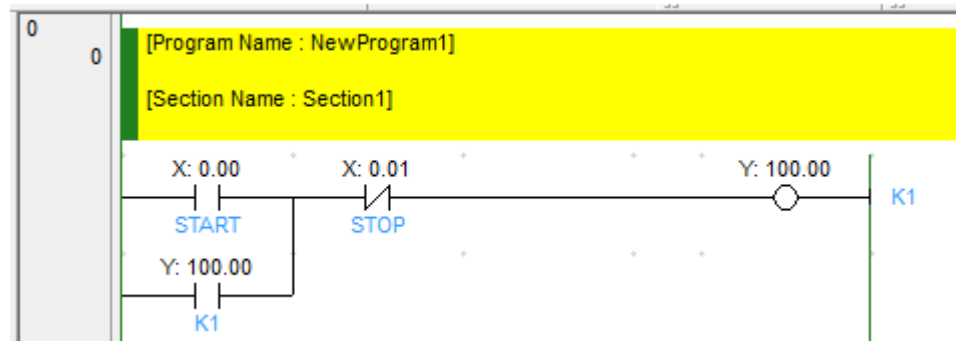 0
0
[Program Name : NewProgram1]
[Section Name : Section1]
X: 0.00 X: 0.01 Y: 100.00
K1
START STOP
Y: 100.00
K1